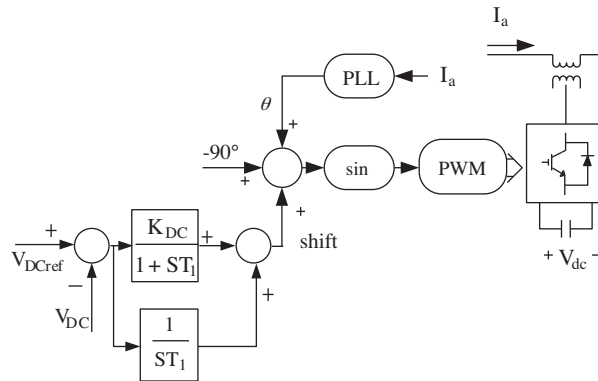 I_a
PLL
I_a
θ
+
-90°
+
sin
PWM
+
shift
+ V_dc −
+
V_DCref
−
V_DC
K_DC
1 + ST_1
+
+
1
ST_1